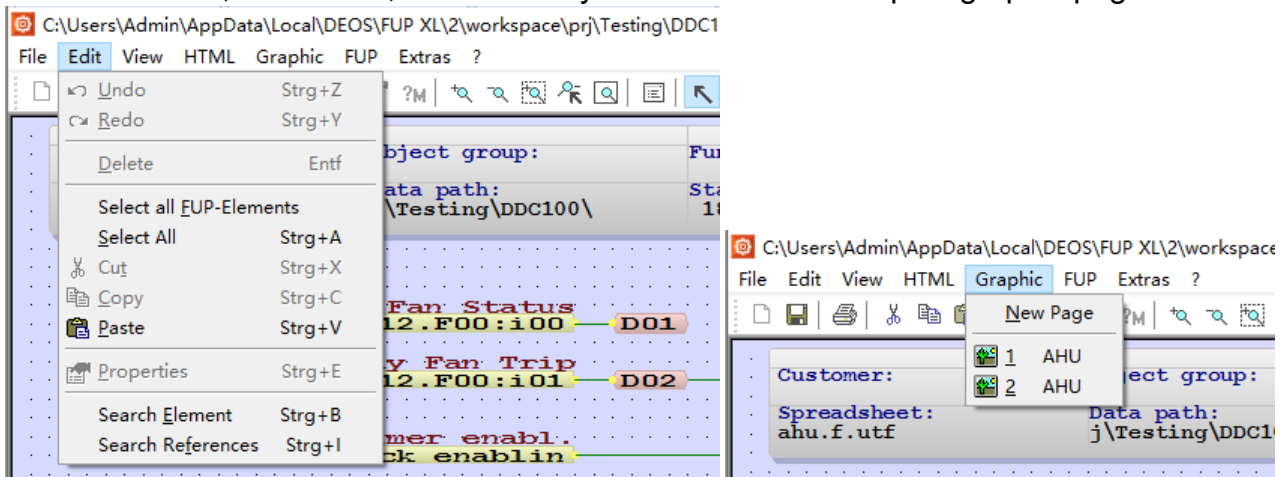 C:\Users\Admin\AppData\Local\DEOS\FUP XL\2\workspace\prj\Testing\DDC1
File Edit View HTML Graphic FUP Extras ?
Undo Strg+Z
?M
Redo Strg+Y
bject group:
Delete Entf
ata path:
Select all FUP-Elements
\Testing\DDC100\
Select All Strg+A
Cut Strg+X
Copy Strg+C
Fan Status
Paste Strg+V
12.F00:i00 D01
y Fan Trip
Properties Strg+E
12.F00:i01 D02
Search Element Strg+B
mer enabl.
Search References Strg+I
ck enablin
C:\Users\Admin\AppData\Local\DEOS\FUP XL\2\workspace
File Edit View HTML Graphic FUP Extras ?
New Page
?M
1 AHU
Customer:
ject group:
2 AHU
Spreadsheet:
Data path:
ahu.f.utf
j\Testing\DDC1